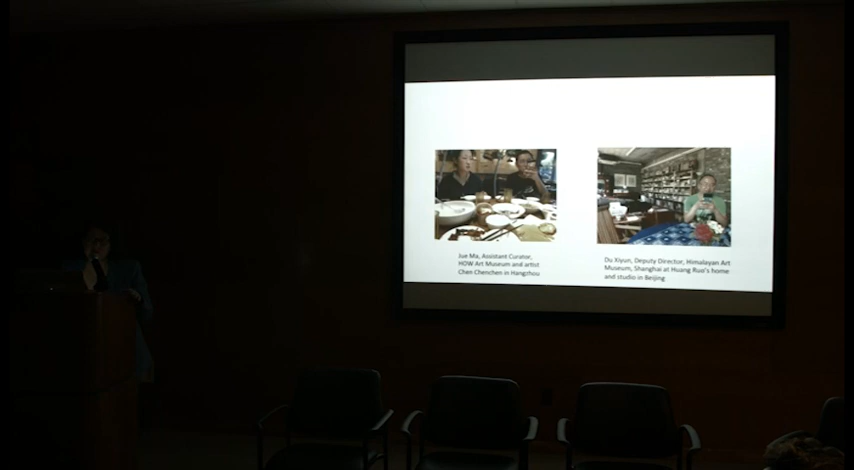 Jue Ma, Assistant Curator,
HOW Art Museum and artist
Chen Chenchen in Hangzhou
Du Xiyun, Deputy Director, Himalayan Art
Museum, Shanghai at Huang Ruo's home
and studio in Beijing